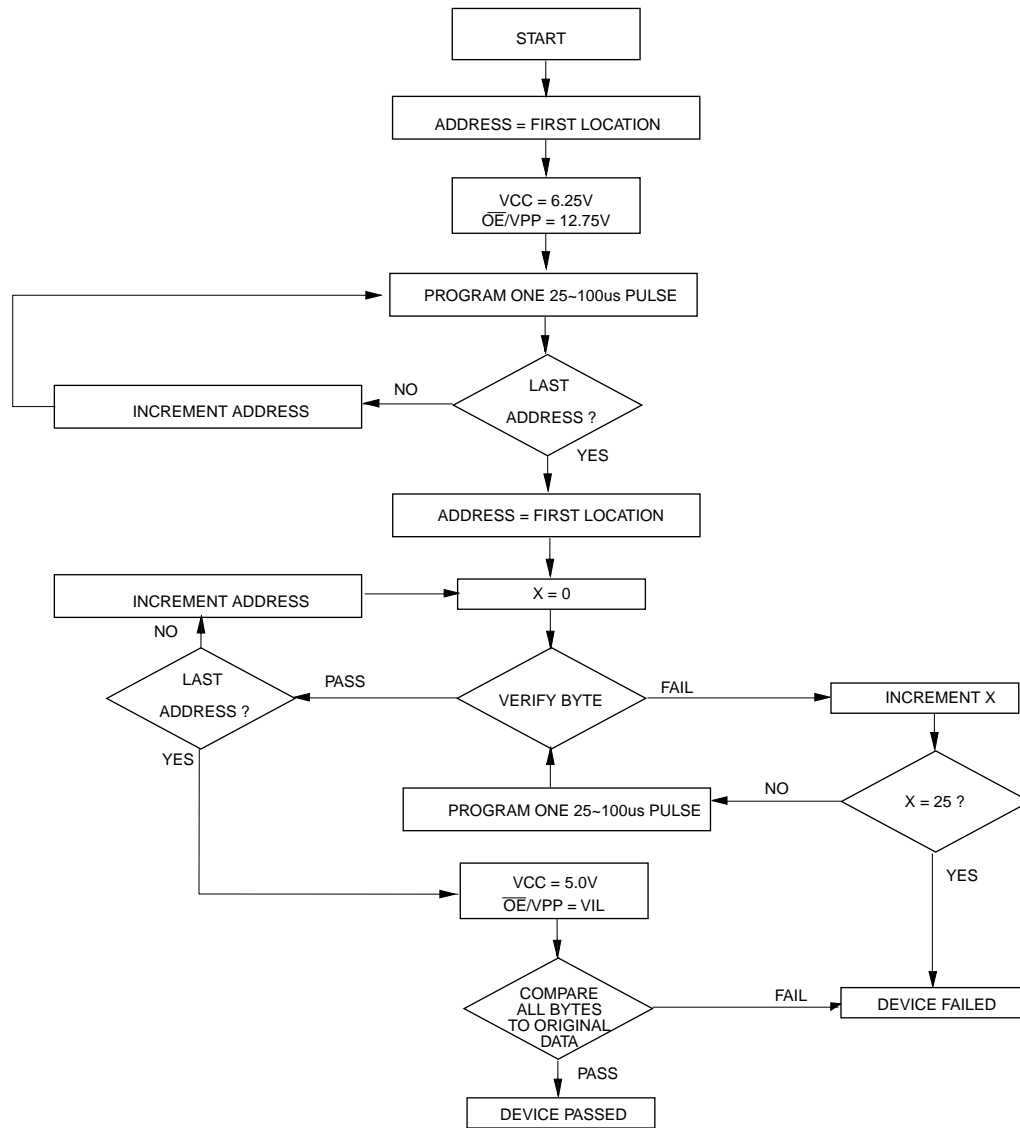 START
ADDRESS = FIRST LOCATION
VCC = 6.25V
O̅E̅/VPP = 12.75V
PROGRAM ONE 25~100us PULSE
NO
LAST
ADDRESS ?
INCREMENT ADDRESS
YES
ADDRESS = FIRST LOCATION
INCREMENT ADDRESS
X = 0
NO
LAST
ADDRESS ?
PASS
VERIFY BYTE
FAIL
INCREMENT X
YES
PROGRAM ONE 25~100us PULSE
NO
X = 25 ?
YES
VCC = 5.0V
O̅E̅/VPP = VIL
COMPARE
ALL BYTES
TO ORIGINAL
DATA
FAIL
DEVICE FAILED
PASS
DEVICE PASSED